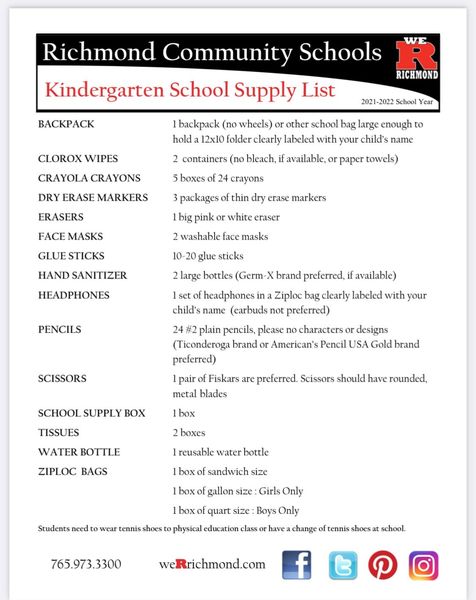 Richmond Community Schools
WE
R
RICHMOND
Kindergarten School Supply List
2021-2022 School Year
BACKPACK 1 backpack (no wheels) or other school bag large enough to
hold a 12x10 folder clearly labeled with your child's name
CLOROX WIPES 2 containers (no bleach, if available, or paper towels)
CRAYOLA CRAYONS 5 boxes of 24 crayons
DRY ERASE MARKERS 3 packages of thin dry erase markers
ERASERS 1 big pink or white eraser
FACE MASKS 2 washable face masks
GLUE STICKS 10-20 glue sticks
HAND SANITIZER 2 large bottles (Germ-X brand preferred, if available)
HEADPHONES 1 set of headphones in a Ziploc bag clearly labeled with your
child's name (earbuds not preferred)
PENCILS 24 #2 plain pencils, please no characters or designs
(Ticonderoga brand or American's Pencil USA Gold brand
preferred)
SCISSORS 1 pair of Fiskars are preferred. Scissors should have rounded,
metal blades
SCHOOL SUPPLY BOX 1 box
TISSUES 2 boxes
WATER BOTTLE 1 reusable water bottle
ZIPLOC BAGS 1 box of sandwich size
1 box of gallon size : Girls Only
1 box of quart size : Boys Only
Students need to wear tennis shoes to physical education class or have a change of tennis shoes at school.
765.973.3300 weRrichmond.com